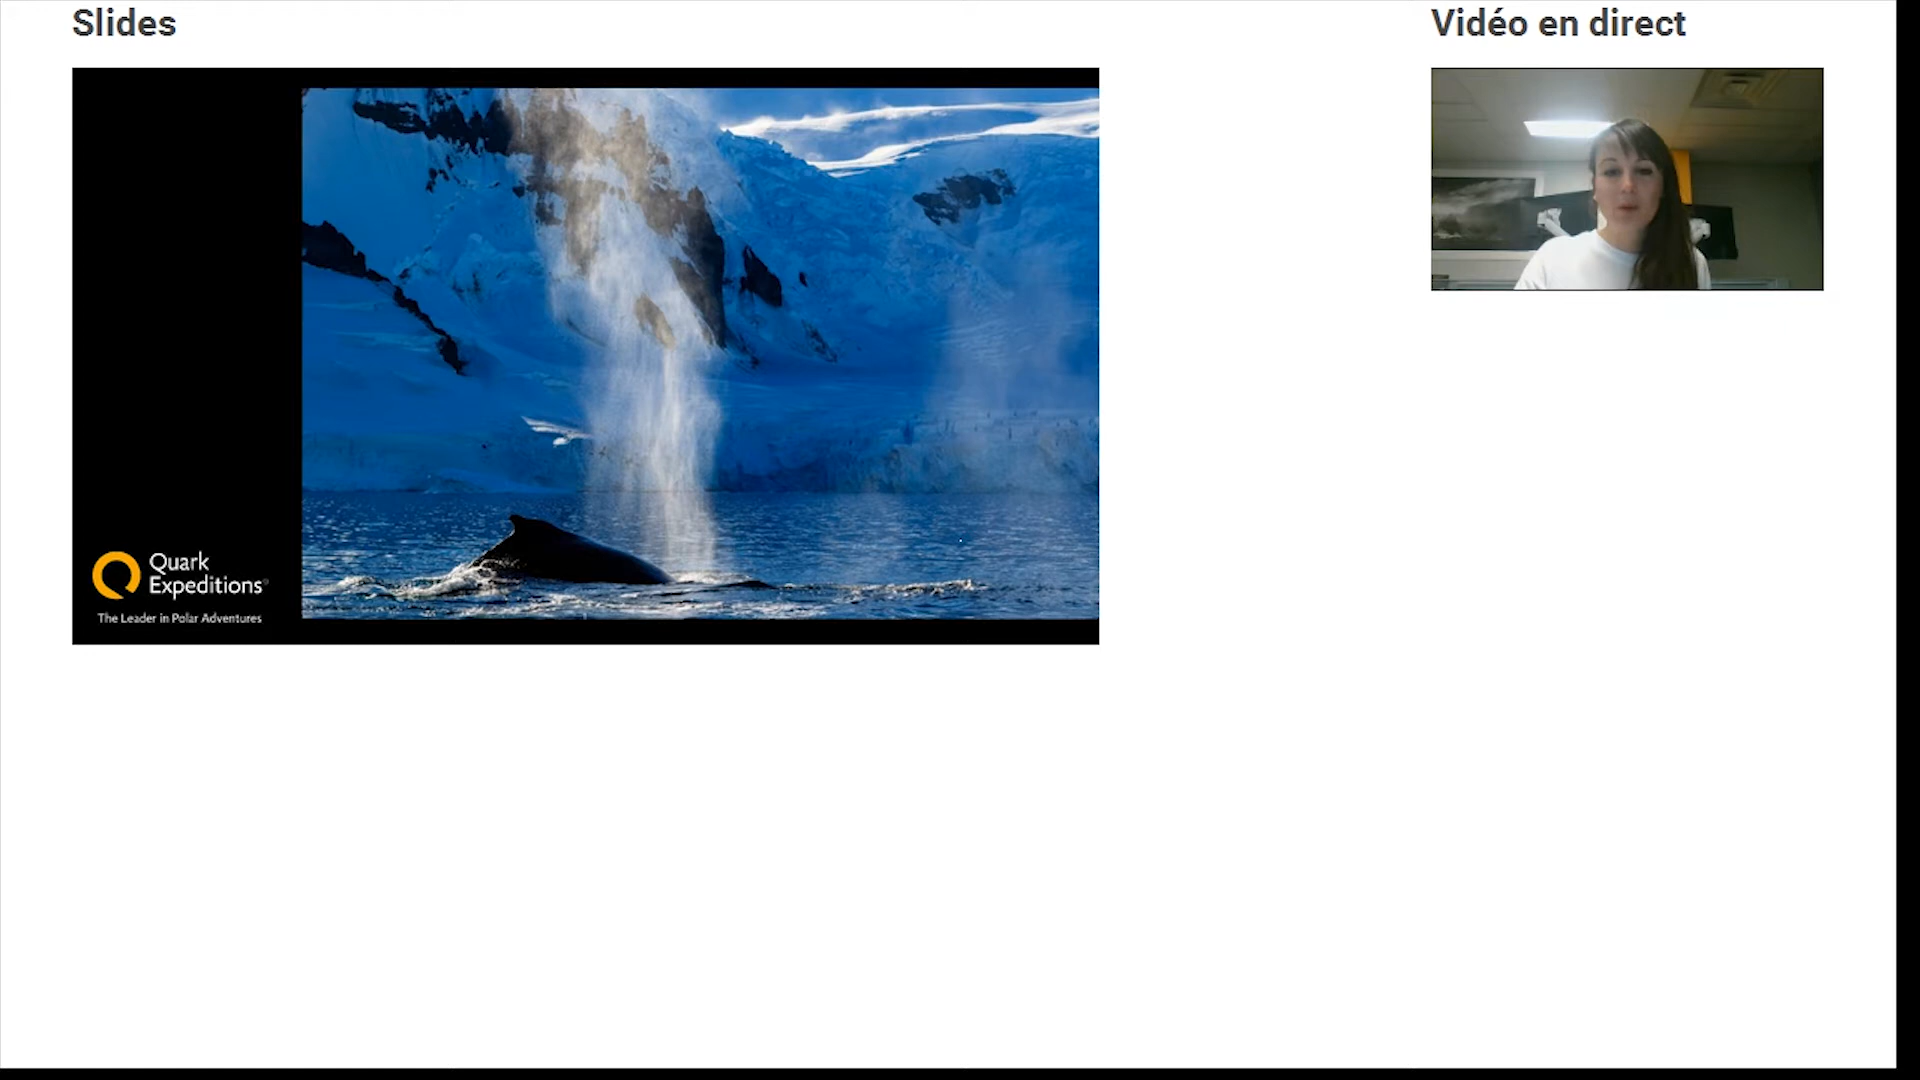 Slides
Vidéo en direct
Quark
Expeditions®
The Leader in Polar Adventures